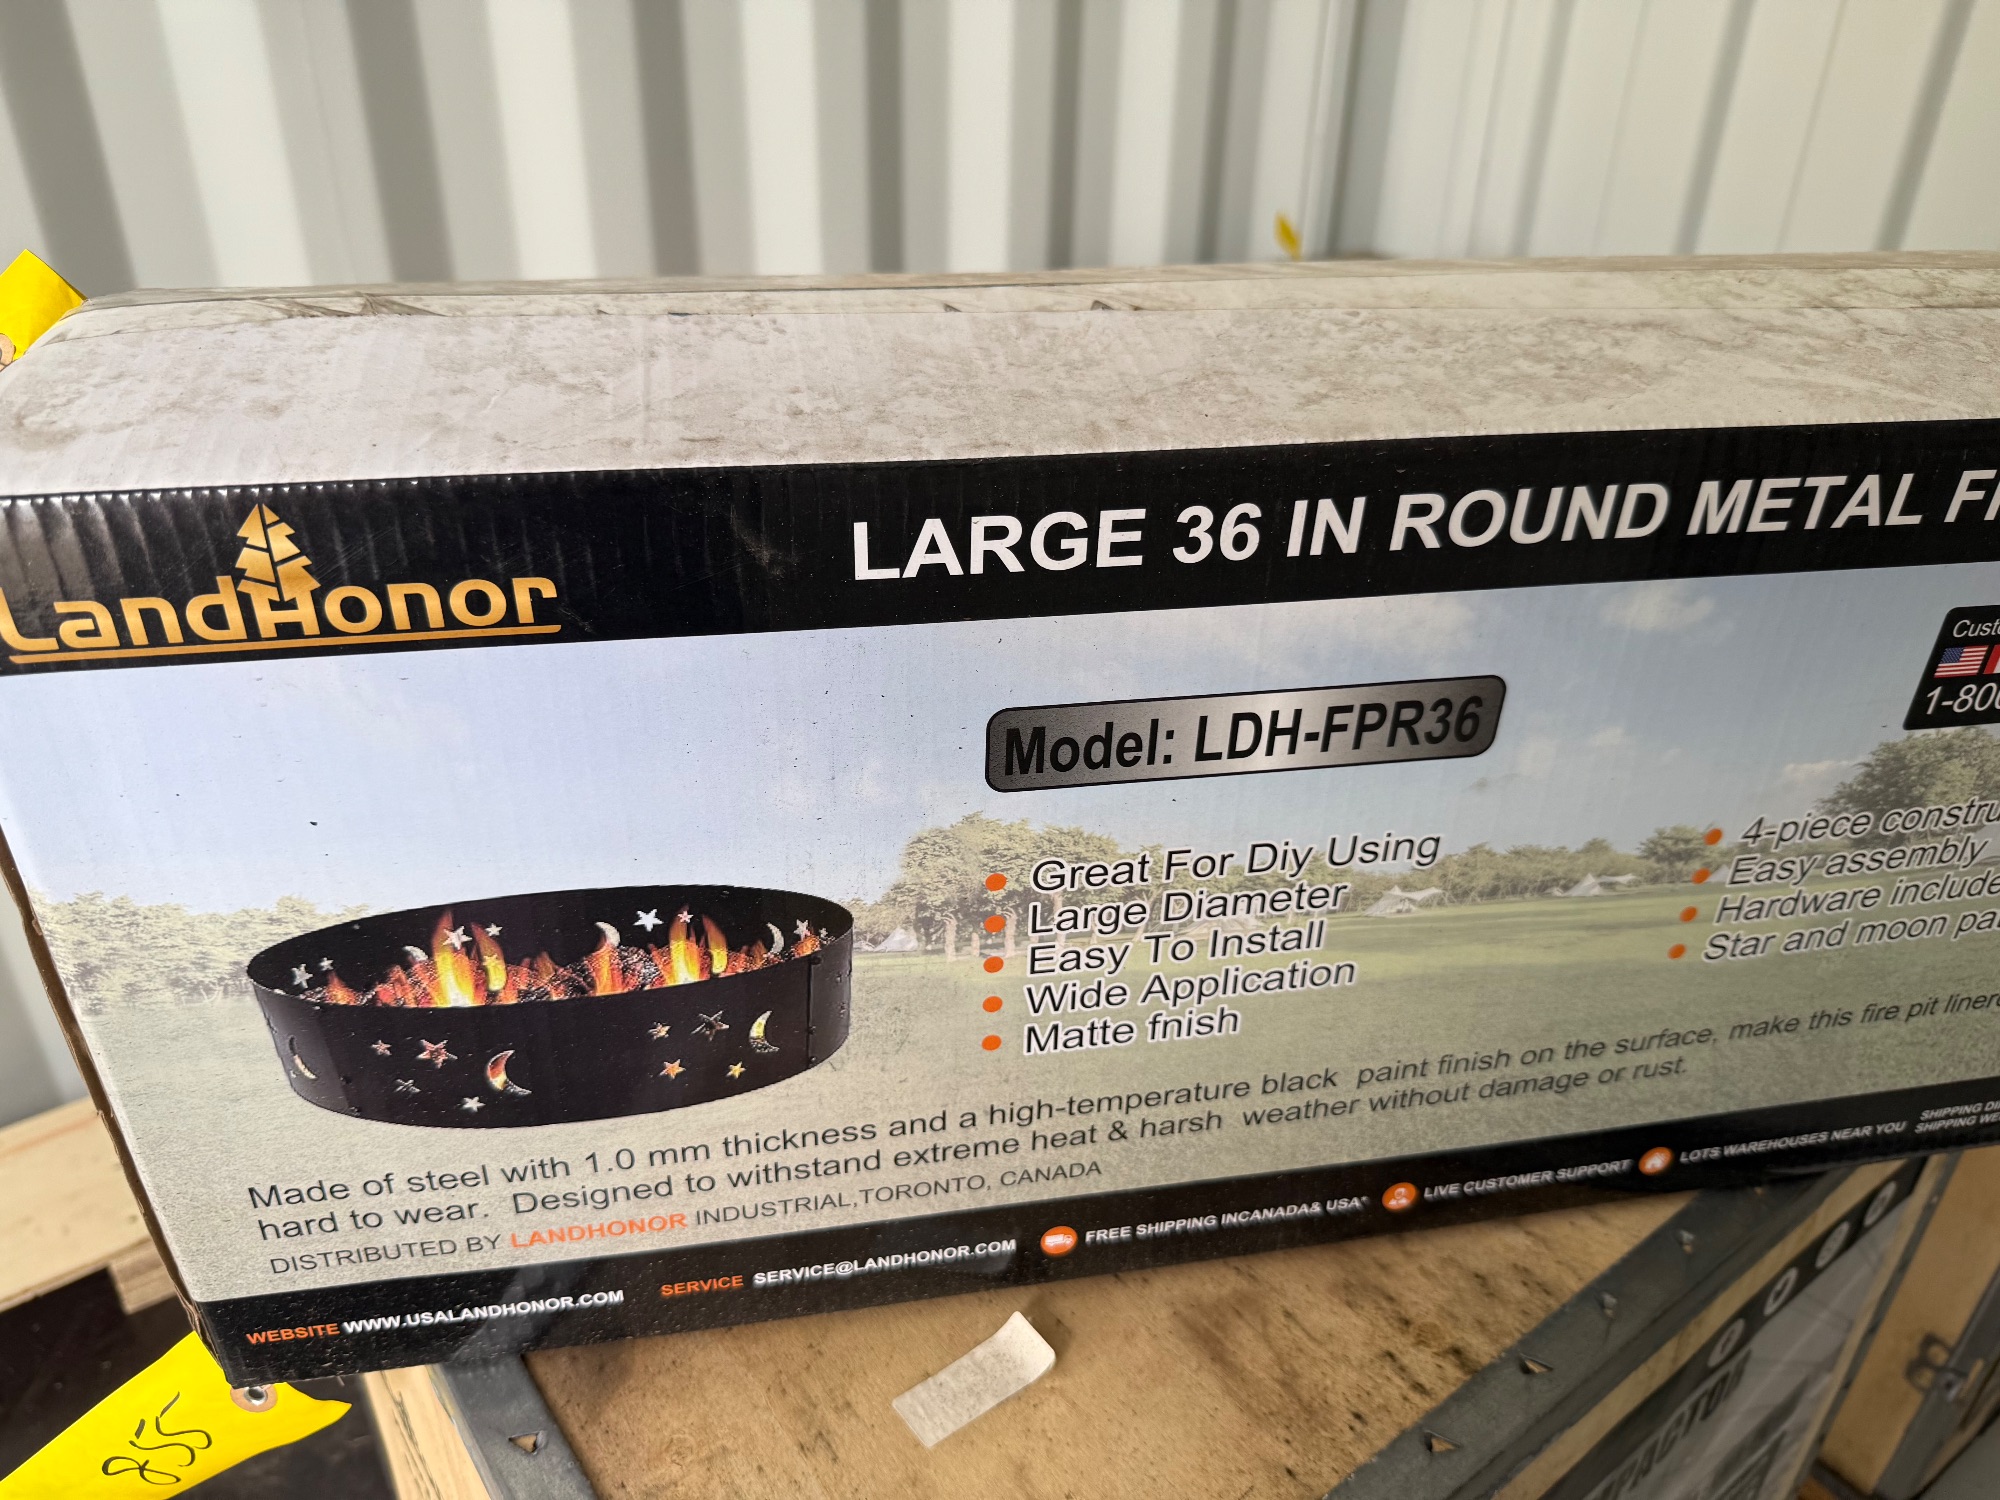 LandHonor
LARGE 36 IN ROUND METAL
Model: LDH-FPR36
1-80
Great For Diy Using
Large Diameter
Easy To Install
Wide Application
Matte fnish
4-piece constru
Easy assembly
Hardware include
Star and moon pa
Made of steel with 1.0 mm thickness and a high-temperature black paint finish on the surface, make this fire pit liner
hard to wear. Designed to withstand extreme heat & harsh weather without damage or rust.
DISTRIBUTED BY LANDHONOR INDUSTRIAL,TORONTO, CANADA
WEBSITE WWW.USALANDHONOR.COM SERVICE SERVICE@LANDHONOR.COM FREE SHIPPING INCANADA& USA* LIVE CUSTOMER SUPPORT LOTS WAREHOUSES NEAR YOU
SHIPPING DI
SHIPPING WE
855